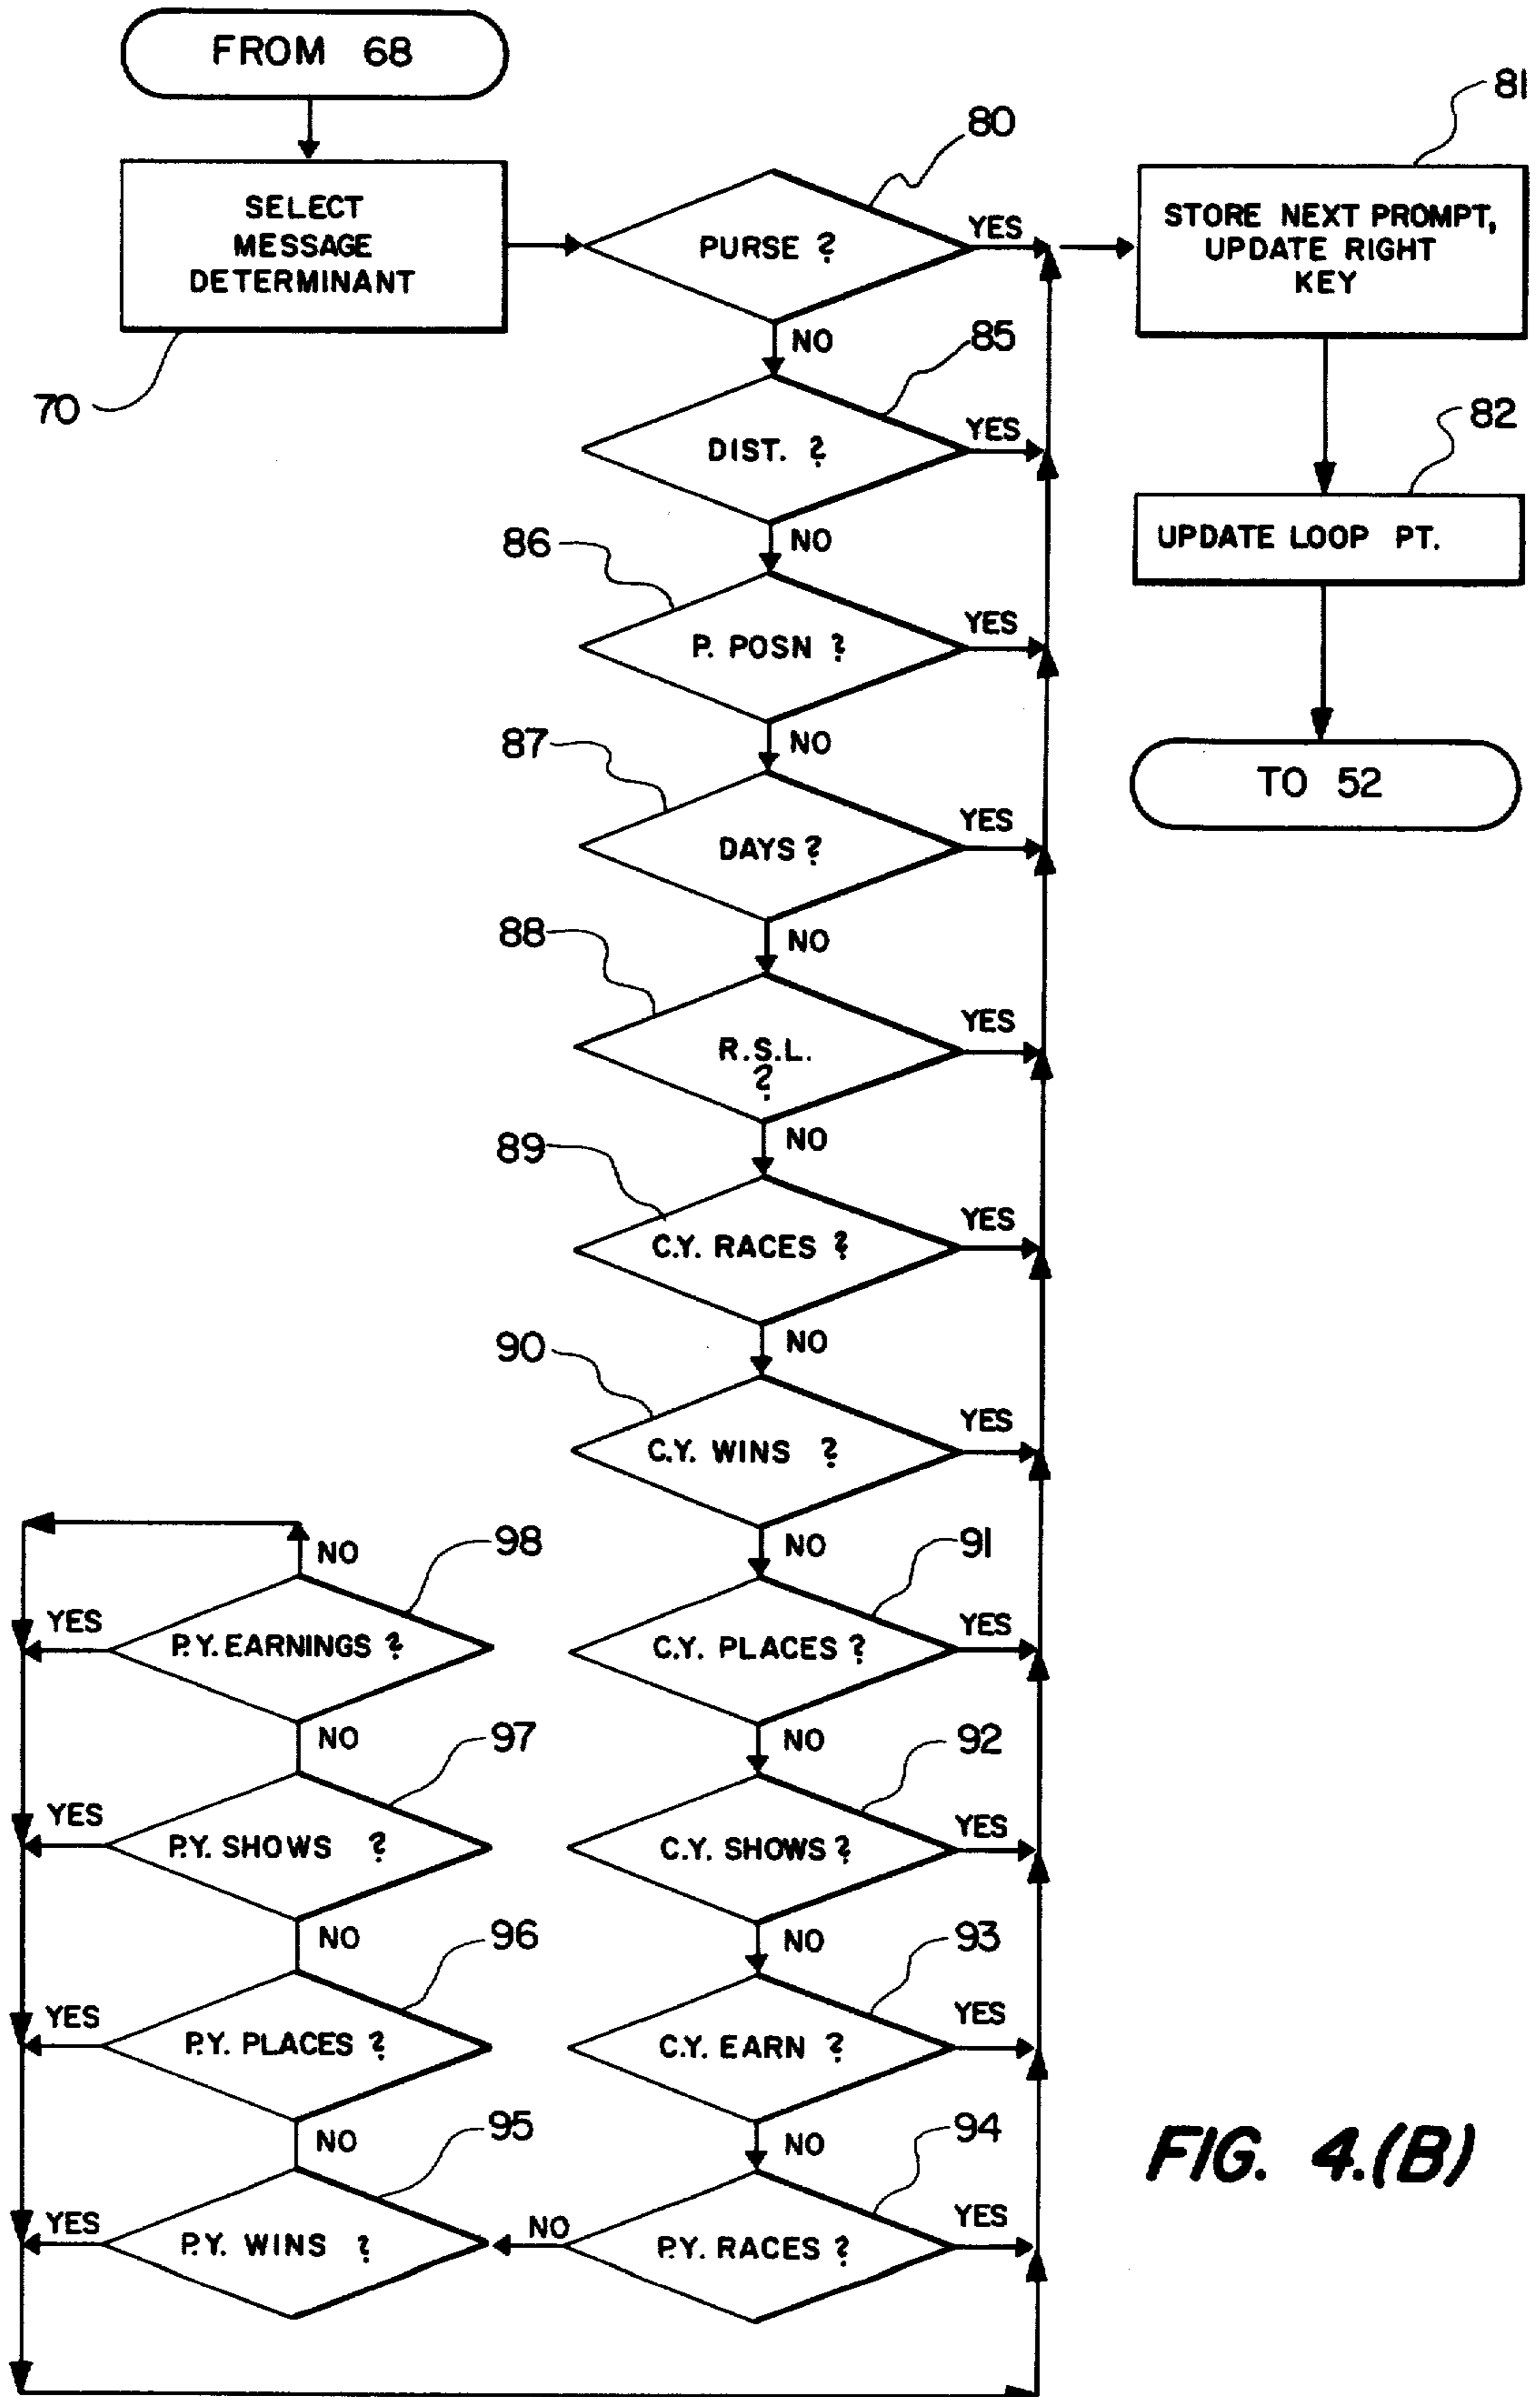 FROM 68
81
80
SELECT
MESSAGE
DETERMINANT
PURSE ?
YES
STORE NEXT PROMPT,
UPDATE RIGHT
KEY
NO
70
85
DIST. ?
YES
82
UPDATE LOOP PT.
NO
86
P. POSN ?
YES
NO
87
TO 52
DAYS ?
YES
NO
88
R.S.L.
?
YES
NO
89
C.Y. RACES ?
YES
NO
90
C.Y. WINS ?
YES
NO
91
C.Y. PLACES ?
YES
NO
92
C.Y. SHOWS ?
YES
NO
93
C.Y. EARN ?
YES
NO
94
P.Y. RACES ?
YES
NO
95
P.Y. WINS ?
YES
NO
96
P.Y. PLACES ?
YES
NO
97
P.Y. SHOWS ?
YES
NO
98
P.Y. EARNINGS ?
YES
NO
FIG. 4.(B)